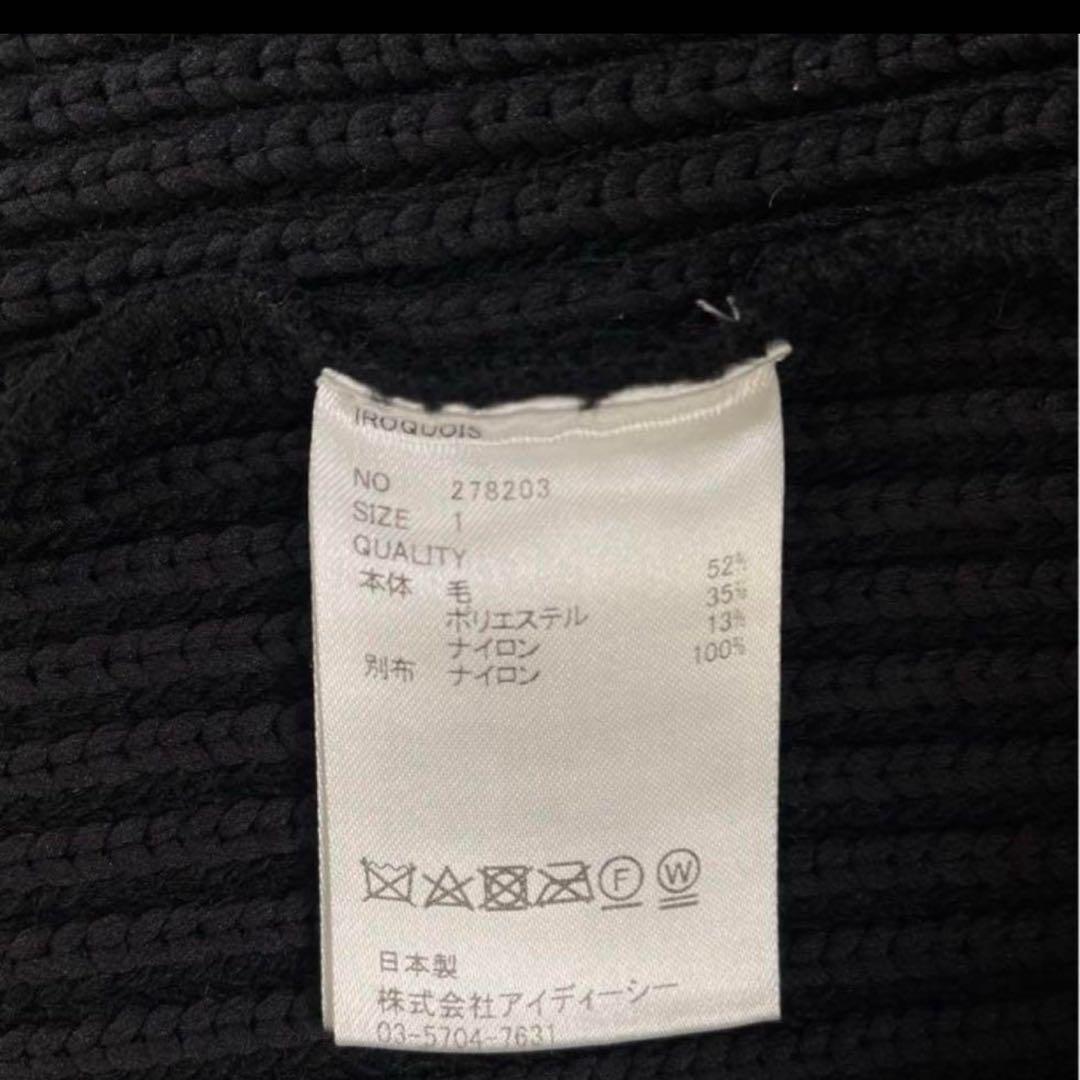 IROQUOIS
NO 278203
SIZE 1
QUALITY
本体 毛 52%
ポリエステル 35%
ナイロン 13%
別布 ナイロン 100%
F W
日本製
株式会社アイディーシー
03-5704-7631